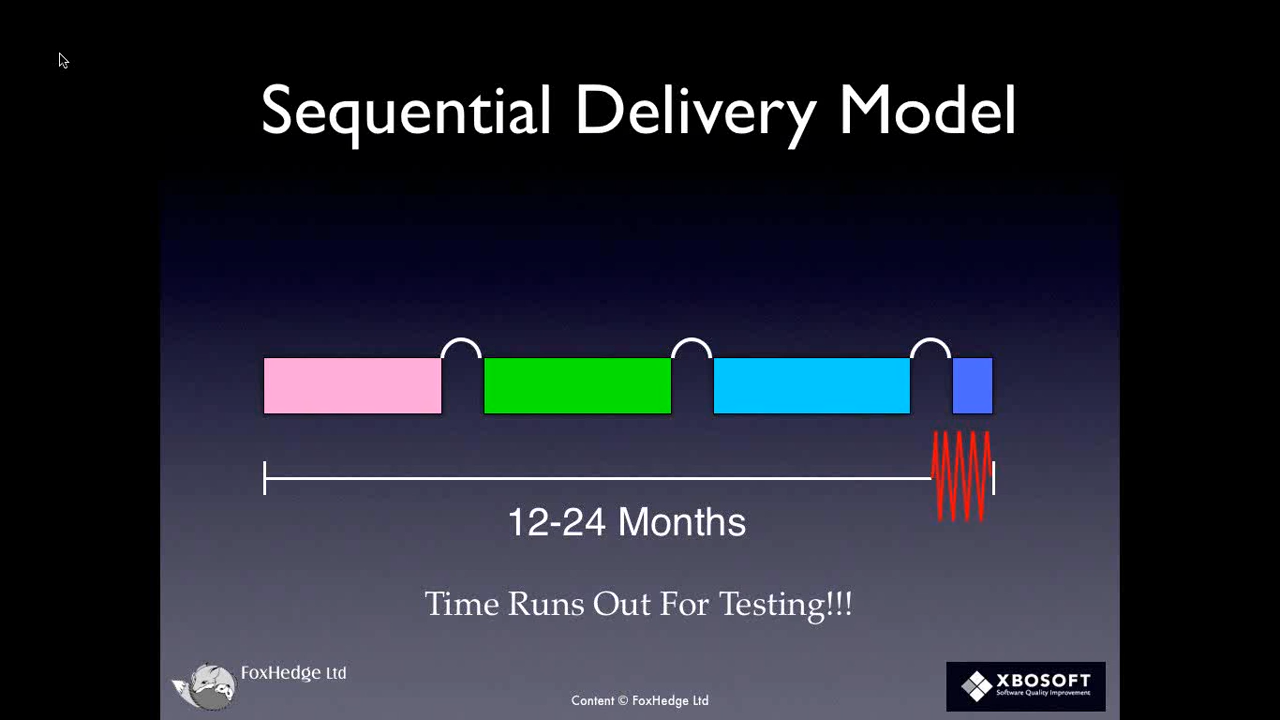 Sequential Delivery Model
12-24 Months
Time Runs Out For Testing!!!
FoxHedge Ltd
Content © FoxHedge Ltd
XBOSOFT
Software Quality Improvement